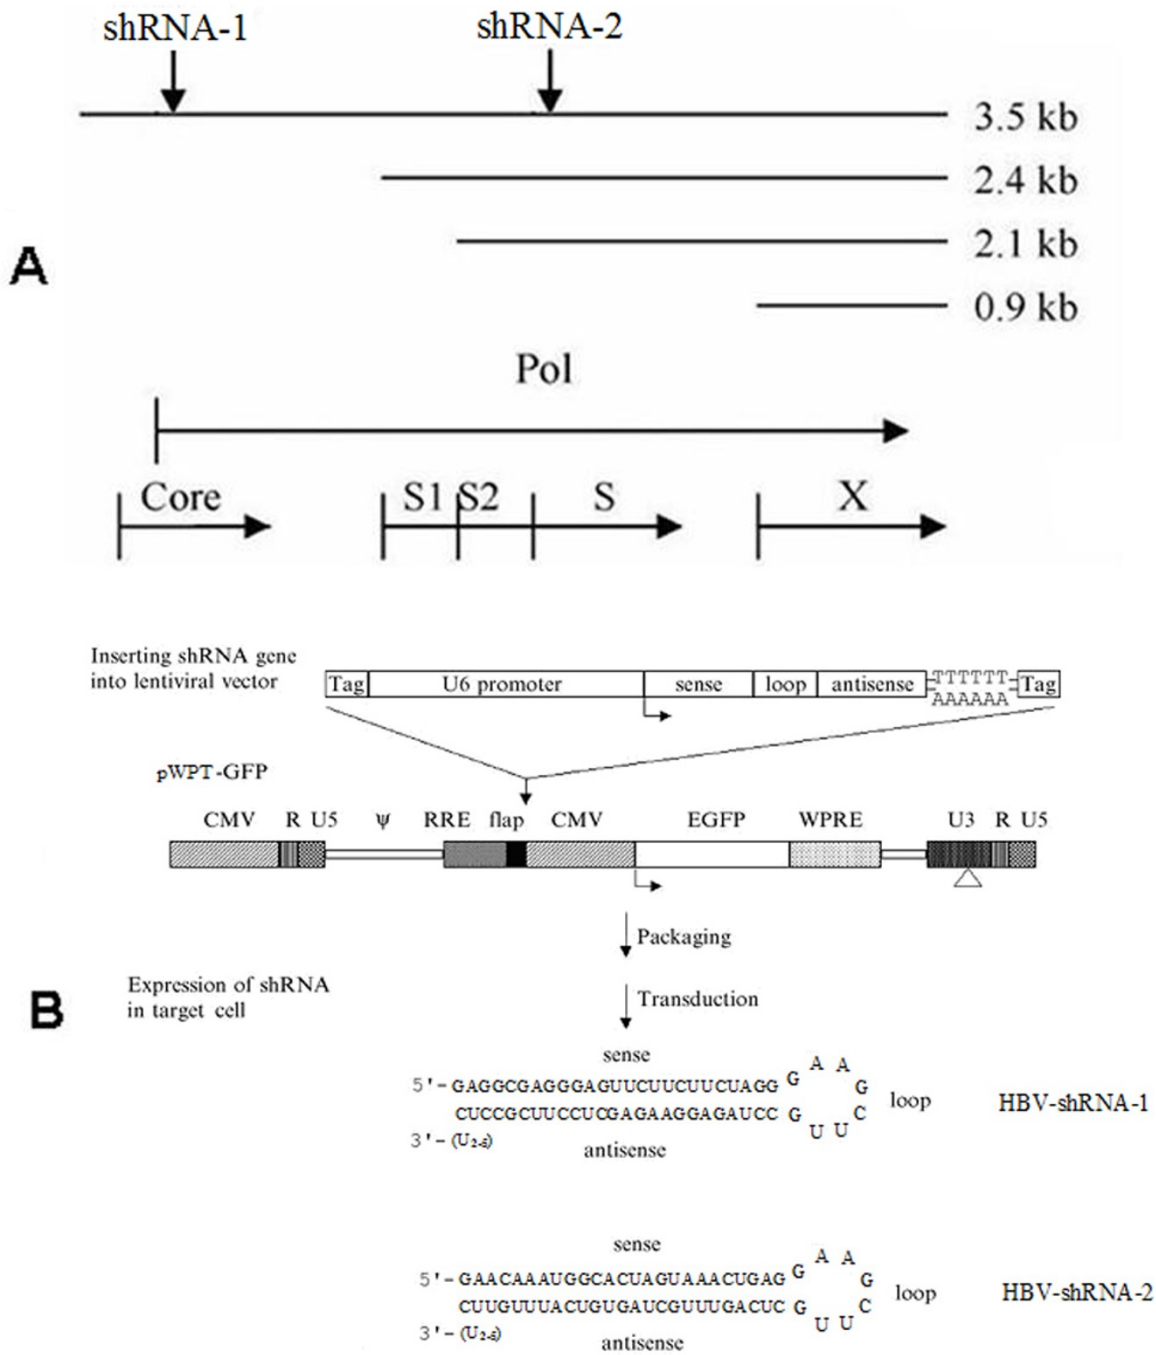 shRNA-1 shRNA-2
3.5 kb
2.4 kb
2.1 kb
A
0.9 kb
Pol
Core S1 S2 S X
Inserting shRNA gene
into lentiviral vector
Tag U6 promoter sense loop antisense TTTTTT Tag
AAAAAA
pWPT-GFP
CMV R U5 ψ RRE flap CMV EGFP WPRE U3 R U5
Packaging
B
Expression of shRNA
in target cell
Transduction
sense
5'-GAGGCGAGGGAGUUCUUCUUCUAGG G A A G
loop
HBV-shRNA-1
CUCCGCUUCCUCGAGAAGGAGAUCC G U U C
3'-(U2-6)
antisense
sense
5'-GAACAAAUGGCACUAGUAAACUGAG G A A G
loop
HBV-shRNA-2
CUUGUUUACUGUGAUCGUUUGACUC G U U C
3'-(U2-6)
antisense